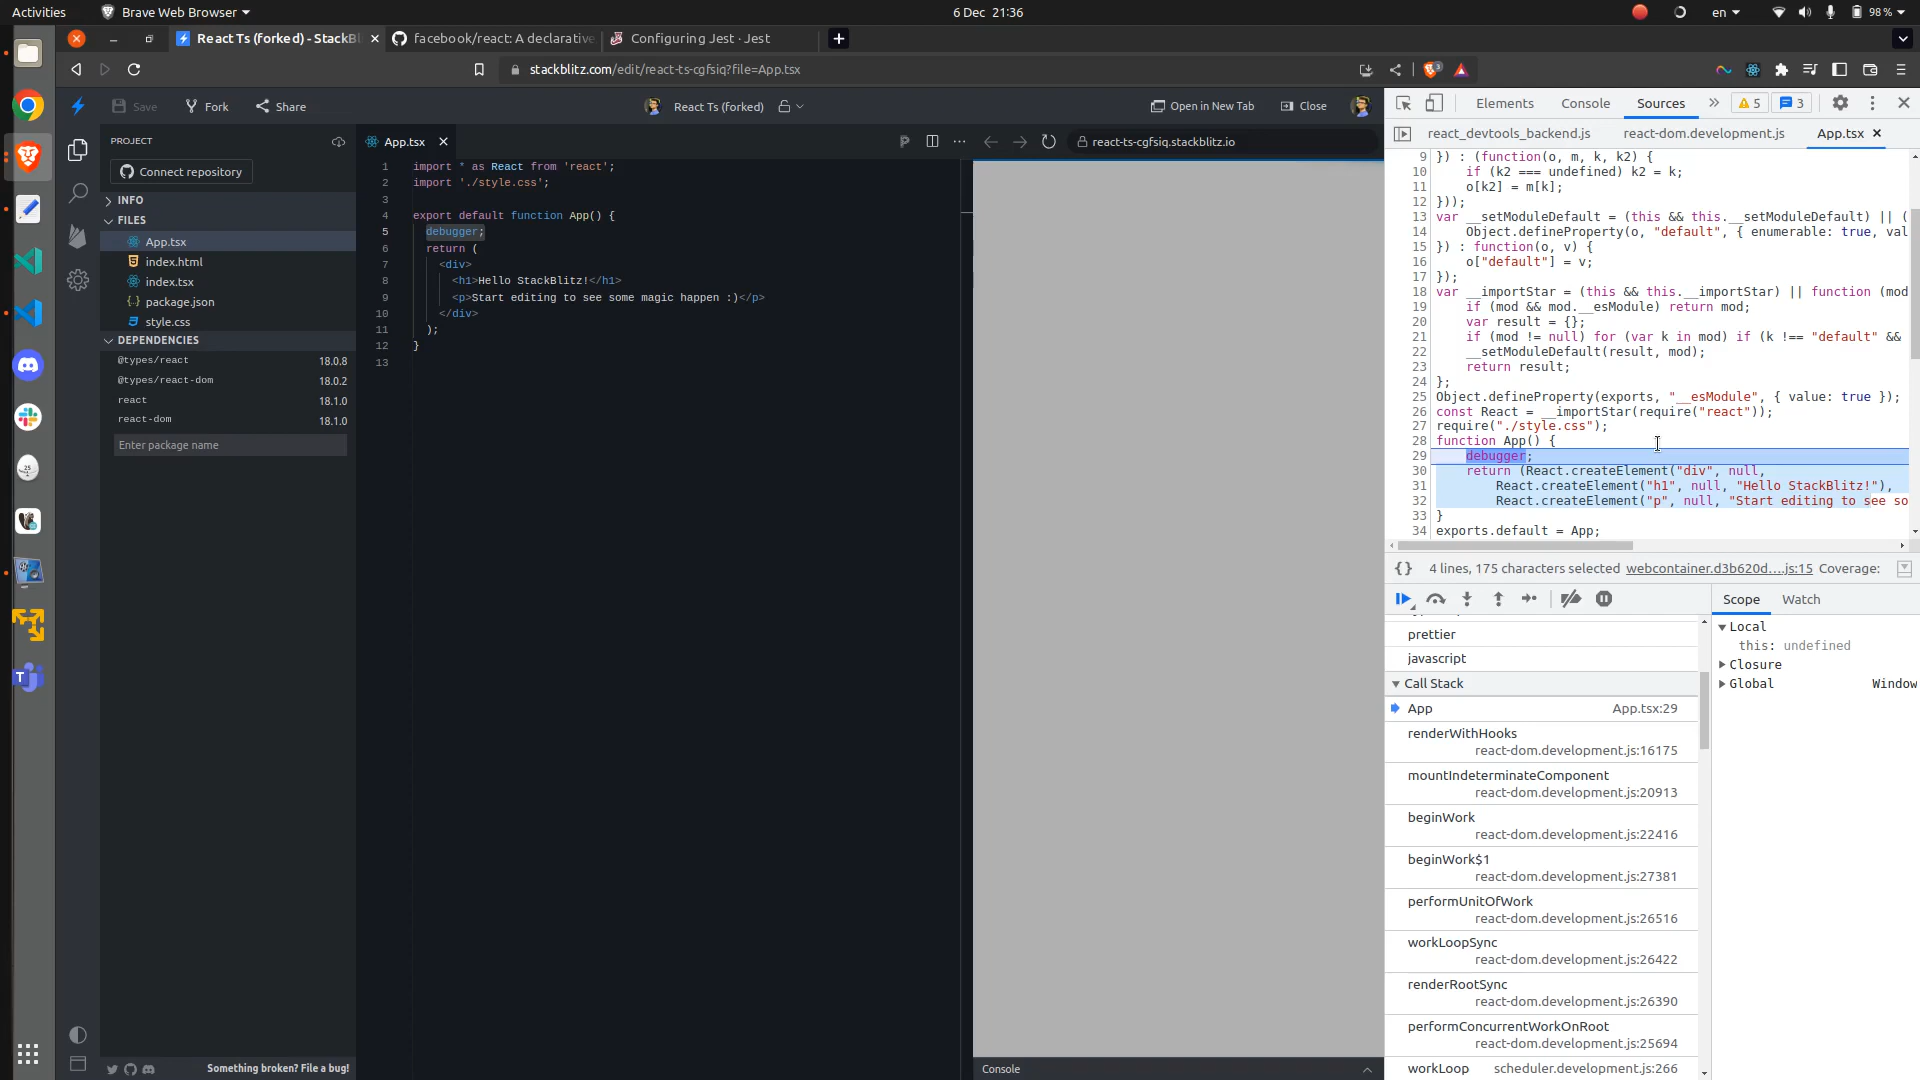 Activities
Brave Web Browser
6 Dec 21:36
en
98 %
React Ts (forked) - StackBl
facebook/react: A declarative,
Configuring Jest · Jest
stackblitz.com/edit/react-ts-cgfsiq?file=App.tsx
Save
Fork
Share
React Ts (forked)
Open in New Tab
Close
PROJECT
Connect repository
INFO
FILES
App.tsx
index.html
index.tsx
package.json
style.css
DEPENDENCIES
@types/react 18.0.8
@types/react-dom 18.0.2
react 18.1.0
react-dom 18.1.0
Enter package name
Something broken? File a bug!
App.tsx
1 import * as React from 'react';
2 import './style.css';
3
4 export default function App() {
5 debugger;
6 return (
7 <div>
8 <h1>Hello StackBlitz!</h1>
9 <p>Start editing to see some magic happen :)</p>
10 </div>
11 );
12 }
13
react-ts-cgfsiq.stackblitz.io
Console
Elements
Console
Sources
5
3
react_devtools_backend.js
react-dom.development.js
App.tsx
9 }) : (function(o, m, k, k2) {
10 if (k2 === undefined) k2 = k;
11 o[k2] = m[k];
12 }));
13 var __setModuleDefault = (this && this.__setModuleDefault) || (
14 Object.defineProperty(o, "default", { enumerable: true, val
15 }) : function(o, v) {
16 o["default"] = v;
17 });
18 var __importStar = (this && this.__importStar) || function (mod
19 if (mod && mod.__esModule) return mod;
20 var result = {};
21 if (mod != null) for (var k in mod) if (k !== "default" &&
22 __setModuleDefault(result, mod);
23 return result;
24 };
25 Object.defineProperty(exports, "__esModule", { value: true });
26 const React = __importStar(require("react"));
27 require("./style.css");
28 function App() {
29 debugger;
30 return (React.createElement("div", null,
31 React.createElement("h1", null, "Hello StackBlitz!"),
32 React.createElement("p", null, "Start editing to see so
33 }
34 exports.default = App;
{ } 4 lines, 175 characters selected webcontainer.d3b620d….js:15 Coverage:
prettier
javascript
Call Stack
App App.tsx:29
renderWithHooks
react-dom.development.js:16175
mountIndeterminateComponent
react-dom.development.js:20913
beginWork
react-dom.development.js:22416
beginWork$1
react-dom.development.js:27381
performUnitOfWork
react-dom.development.js:26516
workLoopSync
react-dom.development.js:26422
renderRootSync
react-dom.development.js:26390
performConcurrentWorkOnRoot
react-dom.development.js:25694
workLoop scheduler.development.js:266
Scope
Watch
Local
this: undefined
Closure
Global Window